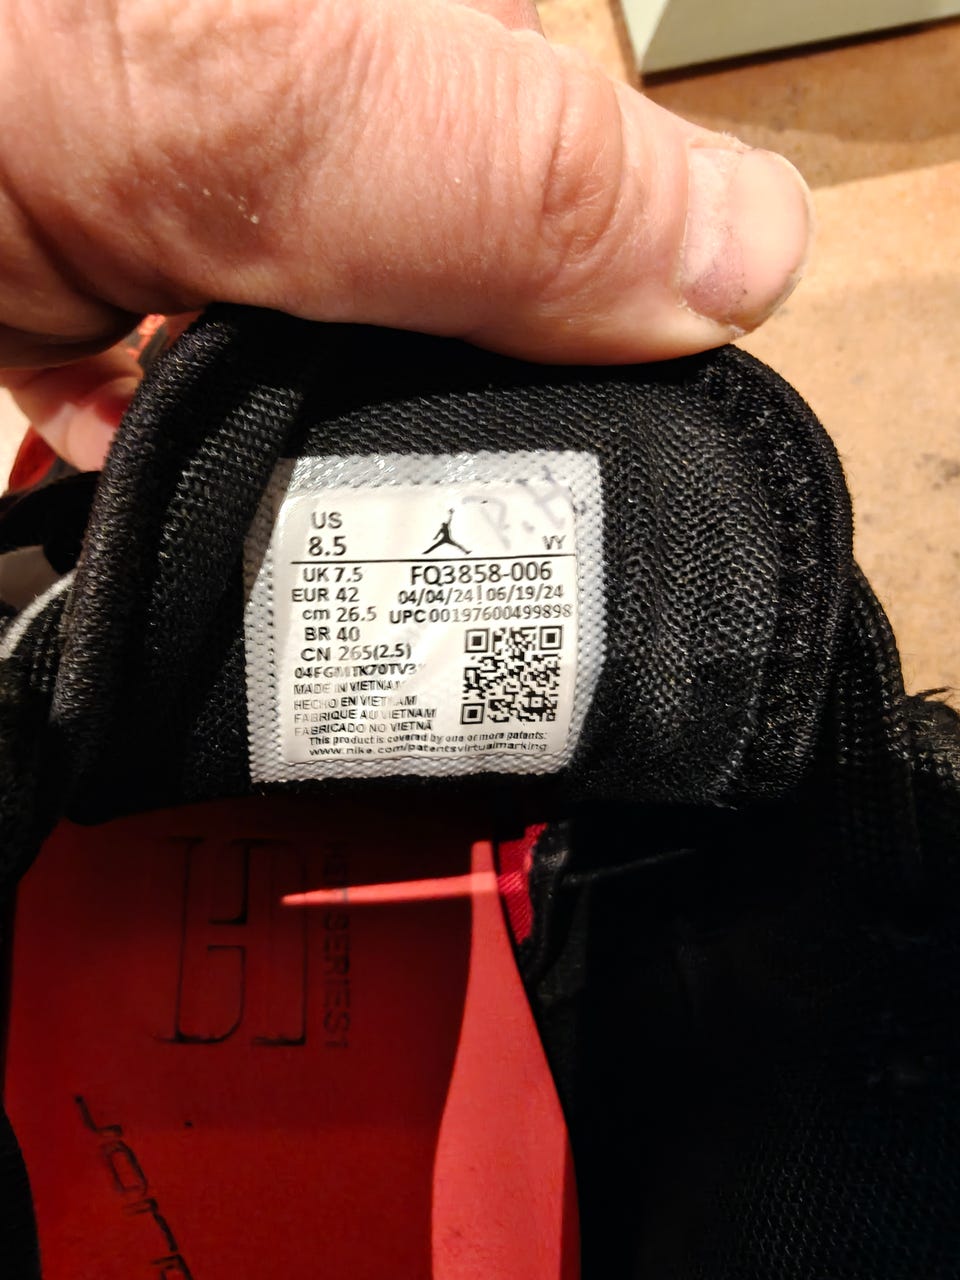 P.H
US
8.5
VY
UK 7.5
FQ3858-006
EUR 42
04/04/24 | 06/19/24
cm 26.5
UPC 00197600499898
BR 40
CN 265(2.5)
MADE IN VIETNAM
HECHO EN VIETNAM
FABRIQUE AU VIETNAM
FABRICADO NO VIETNÃ
This product is covered by one or more patents:
www.nike.com/patentsvirtualmarking
SERIES